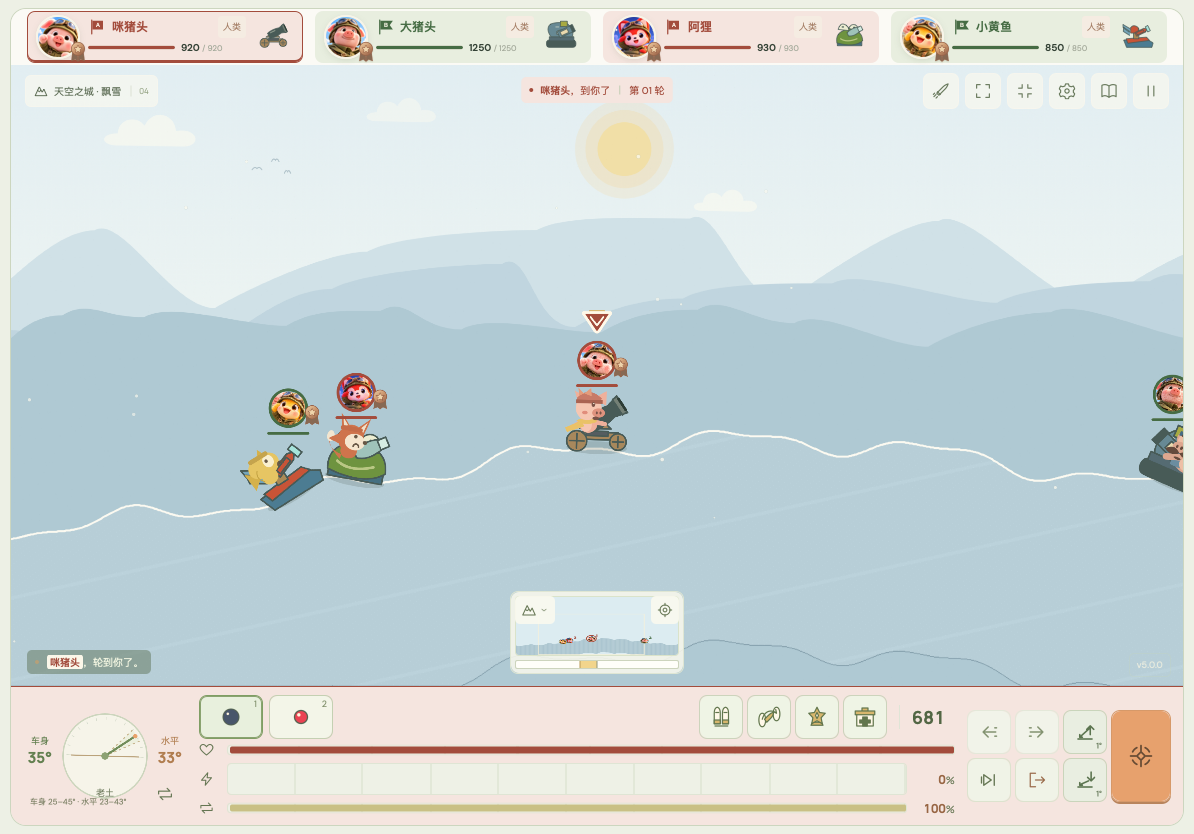 A 咪猪头 人类
920 / 920
B 大猪头 人类
1250 / 1250
A 阿狸 人类
930 / 930
B 小黄鱼 人类
850 / 850
天空之城 · 飘雪 04
咪猪头，到你了 第 01 轮
咪猪头，轮到你了。
v5.0.0
车身
35°
水平
33°
老土
车身 25–45° · 水平 23–43°
1
2
681
0%
100%
1°
1°